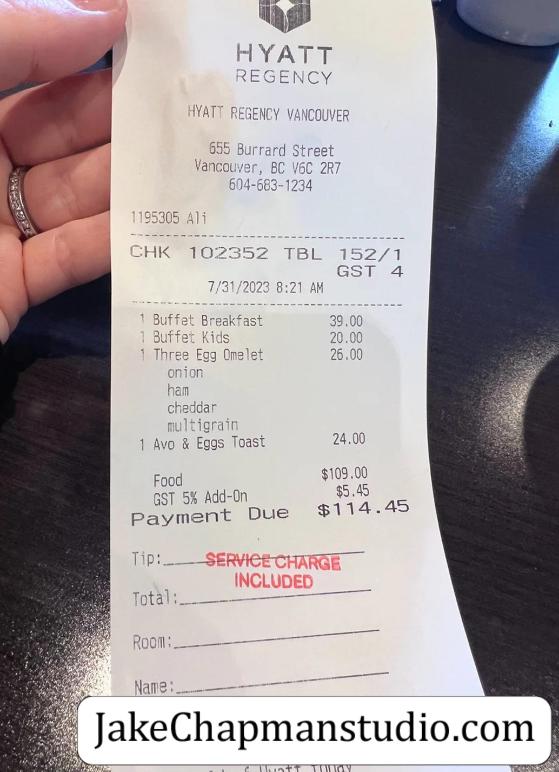 HYATT
REGENCY
HYATT REGENCY VANCOUVER
655 Burrard Street
Vancouver, BC V6C 2R7
604-683-1234
1195305 Ali
CHK 102352 TBL 152/1
GST 4
7/31/2023 8:21 AM
1 Buffet Breakfast 39.00
1 Buffet Kids 20.00
1 Three Egg Omelet 26.00
onion
ham
cheddar
multigrain
1 Avo & Eggs Toast 24.00
Food $109.00
GST 5% Add-On $5.45
Payment Due $114.45
Tip:
SERVICE CHARGE
INCLUDED
Total:
Room:
Name:
JakeChapmanstudio.com